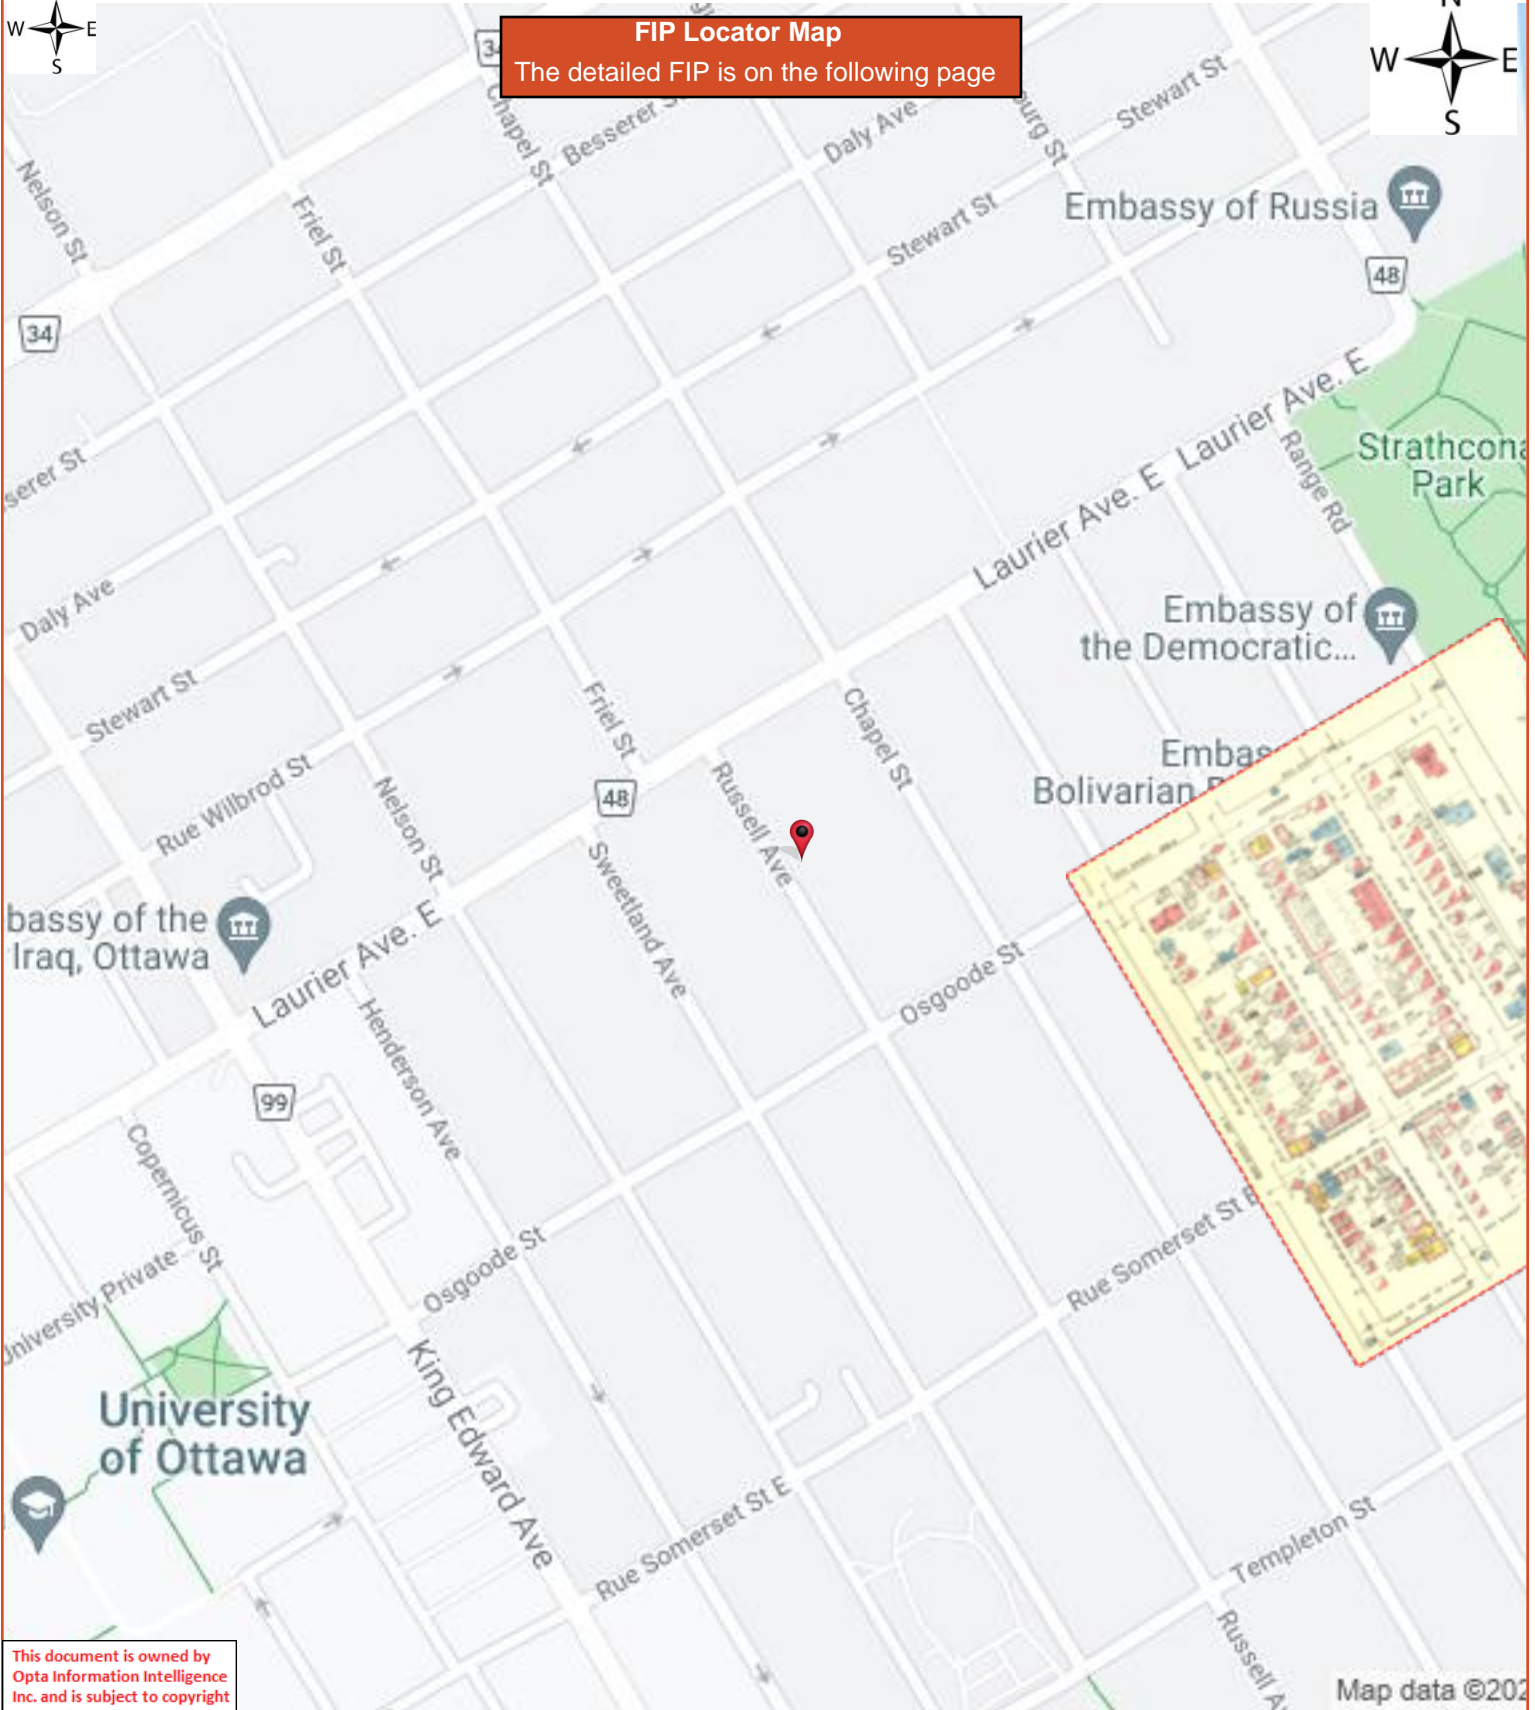 W E
S
FIP Locator Map
The detailed FIP is on the following page
N
W E
S
Chapel St
Besserer
Daly Ave
Stewart St
Nelson St
Friel St
Stewart St
Embassy of Russia
48
34
Laurier Ave. E
Laurier Ave. E
Range Rd
Strathcona
Park
Daly Ave
Stewart St
Rue Wilbrod St
Nelson St
Friel St
48
Russell Ave
Chapel St
Embassy of
the Democratic...
Bolivarian
Sweetland Ave
Osgoode St
Iraq, Ottawa
Laurier Ave. E
Henderson Ave
99
Copernicus St
University Private
Osgoode St
King Edward Ave
Rue Somerset St E
University
of Ottawa
Rue Somerset St E
Templeton St
Russell
This document is owned by
Opta Information Intelligence
Inc. and is subject to copyright
Map data ©202